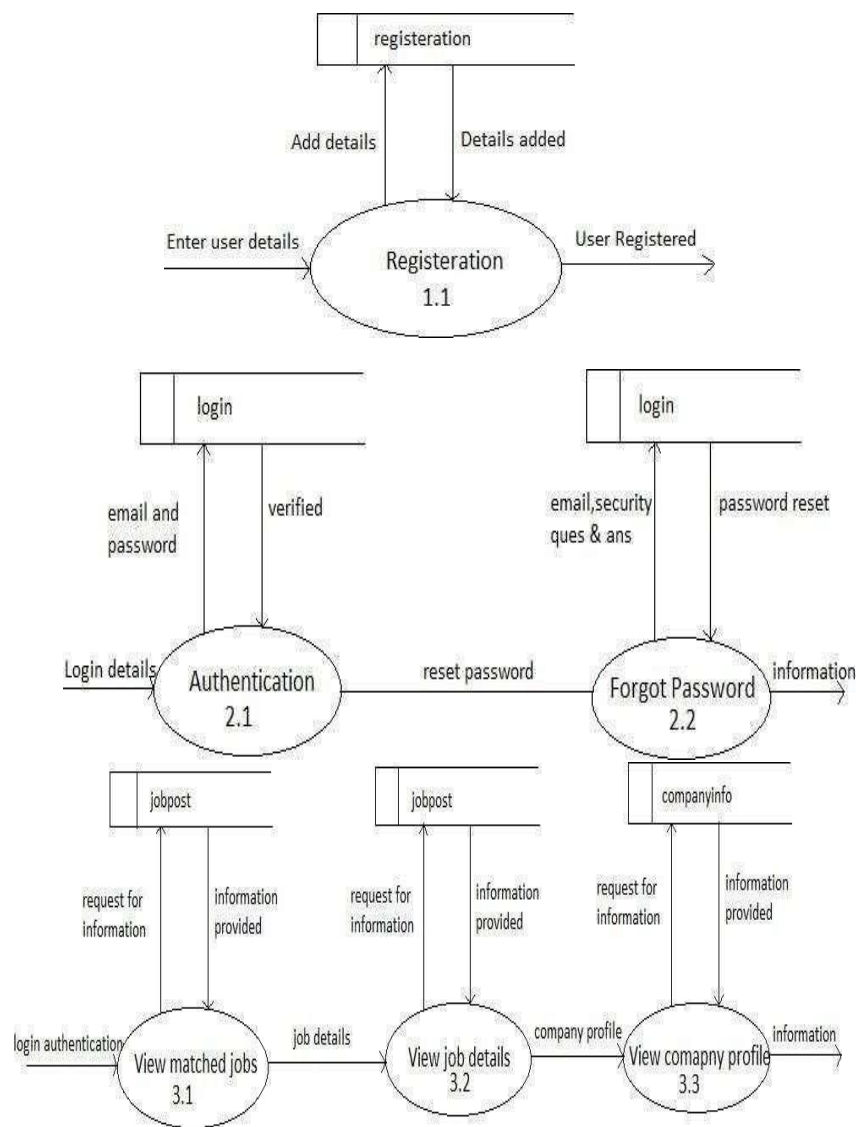 registeration
Add details
Details added
Enter user details
User Registered
Registeration
1.1
login
login
email and
password
verified
email,security
ques & ans
password reset
Login details
Authentication
2.1
reset password
Forgot Password
2.2
information
jobpost
jobpost
companyinfo
request for
information
information
provided
request for
information
information
provided
request for
information
information
provided
login authentication
View matched jobs
3.1
job details
View job details
3.2
company profile
View comapny profile
3.3
information